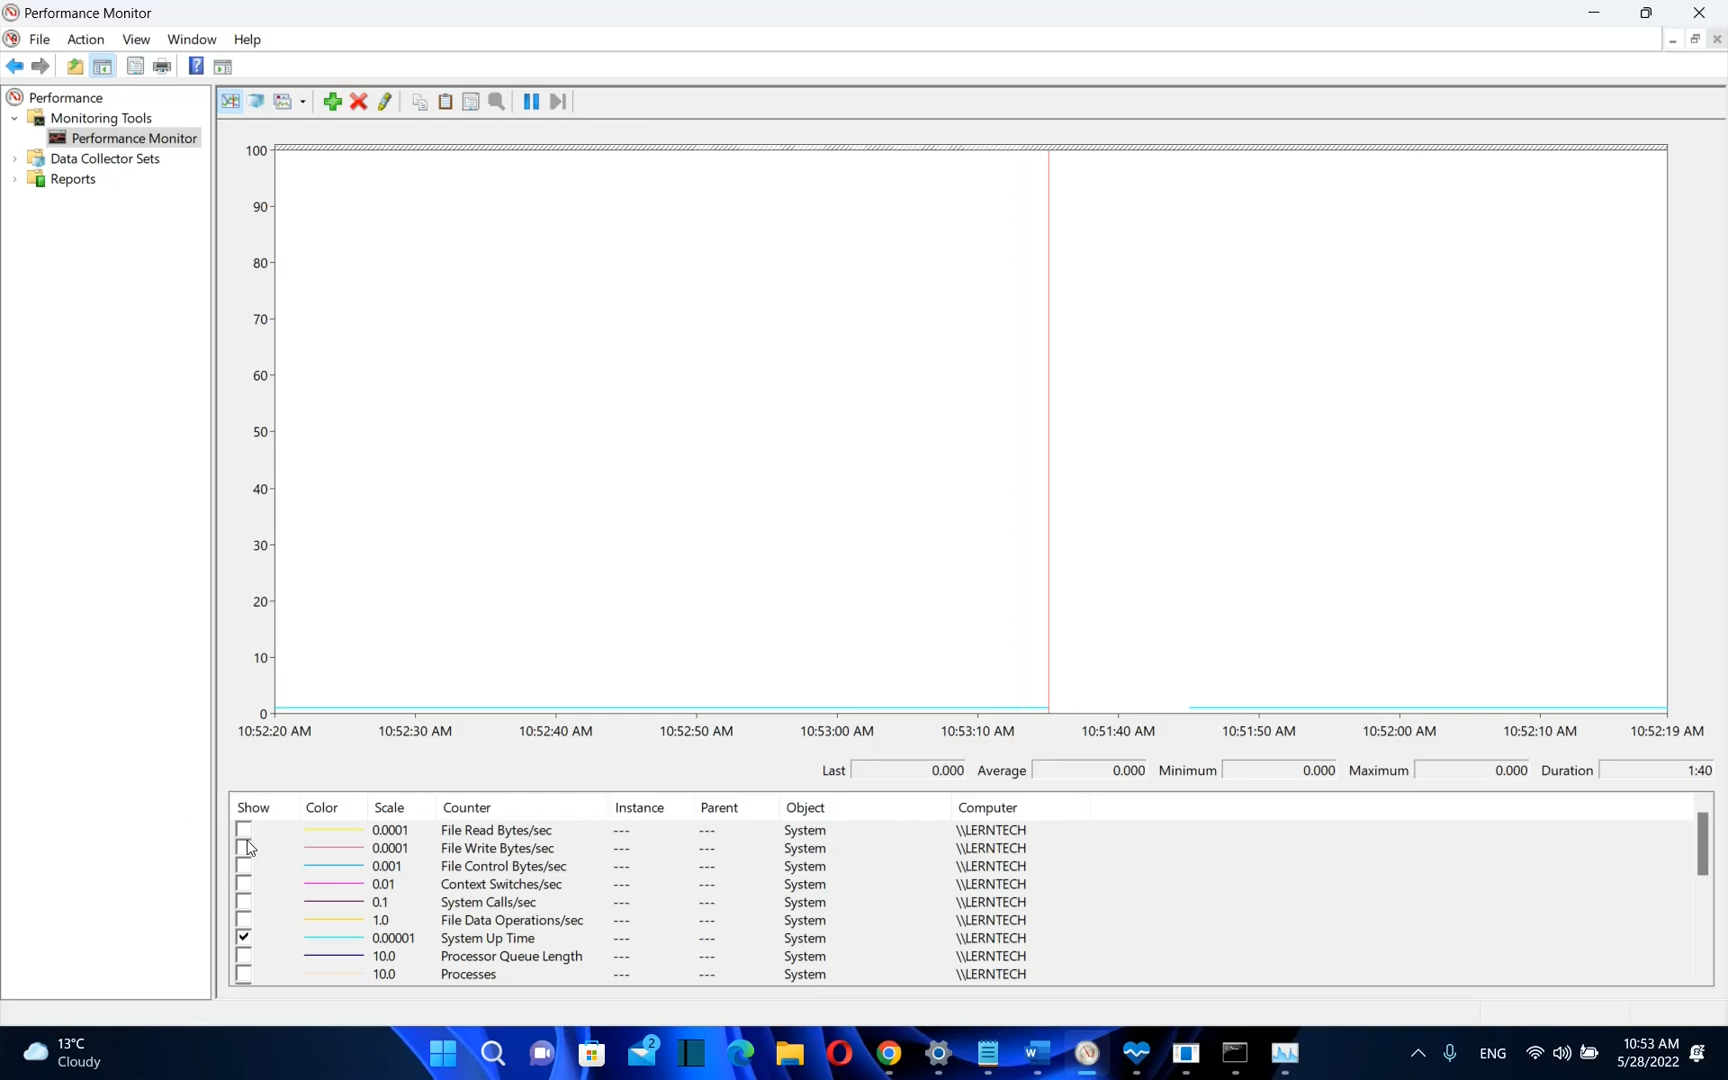 Performance Monitor
File Action View Window Help
Performance
Monitoring Tools
Performance Monitor
Data Collector Sets
Reports
100
90
80
70
60
50
40
30
20
10
0
10:52:20 AM 10:52:30 AM 10:52:40 AM 10:52:50 AM 10:53:00 AM 10:53:10 AM 10:51:40 AM 10:51:50 AM 10:52:00 AM 10:52:10 AM 10:52:19 AM
Last 0.000 Average 0.000 Minimum 0.000 Maximum 0.000 Duration 1:40
Show Color Scale Counter Instance Parent Object Computer
0.0001 File Read Bytes/sec --- --- System \\LERNTECH
0.0001 File Write Bytes/sec --- --- System \\LERNTECH
0.001 File Control Bytes/sec --- --- System \\LERNTECH
0.01 Context Switches/sec --- --- System \\LERNTECH
0.1 System Calls/sec --- --- System \\LERNTECH
1.0 File Data Operations/sec --- --- System \\LERNTECH
0.00001 System Up Time --- --- System \\LERNTECH
10.0 Processor Queue Length --- --- System \\LERNTECH
10.0 Processes --- --- System \\LERNTECH
13°C
Cloudy
2
W
ENG
10:53 AM
5/28/2022